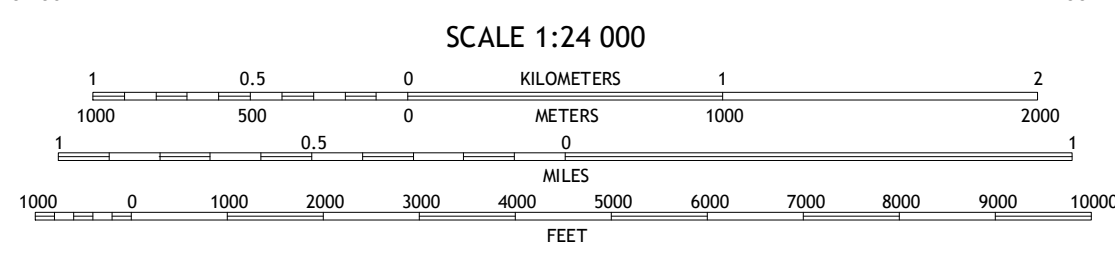 SCALE 1:24 000
1 0.5 0 KILOMETERS 1 2
1000 500 0 METERS 1000 2000
1 0.5 0 1
MILES
1000 0 1000 2000 3000 4000 5000 6000 7000 8000 9000 10000
FEET